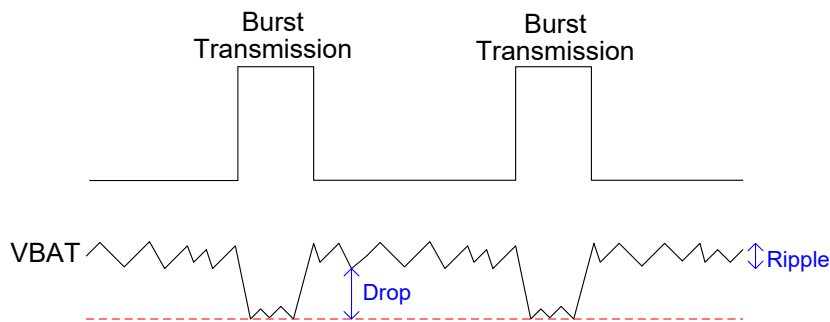 Burst
Transmission
Burst
Transmission
VBAT
Ripple
Drop